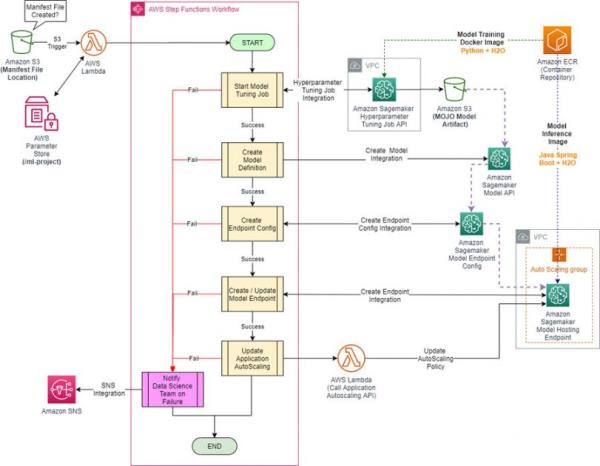 Manifest File
Created?
S3
Trigger
Amazon S3
(Manifest File
Location)
AWS
Lambda
AWS
Parameter
Store
(/iml-project)
AWS Step Functions Workflow
START
Start Model
Tuning Job
Fail
Success
Create
Model
Definition
Fail
Success
Create
Endpoint Config
Fail
Success
Create / Update
Model Endpoint
Fail
Success
Update
Application
AutoScaling
Fail
Notify
Data Science
Team on
Failure
END
SNS
Integration
Amazon SNS
Hyperparameter
Tuning Job
Integration
VPC
Amazon Sagemaker
Hyperparameter
Tuning Job API
Amazon S3
(MOJO Model
Artifact)
Model Training
Docker Image
Python + H2O
Amazon ECR
(Container
Repository)
Model
Inference
Image
Java Spring
Boot + H2O
Create Model
Integration
Amazon
Sagemaker
Model API
Create Endpoint
Config Integration
Amazon
Sagemaker
Model Endpoint
Config
VPC
Auto Scaling group
Create Endpoint
Integration
Amazon
Sagemaker
Model Hosting
Endpoint
AWS Lambda
(Call Application
Autoscaling API)
Update
AutoScaling
Policy